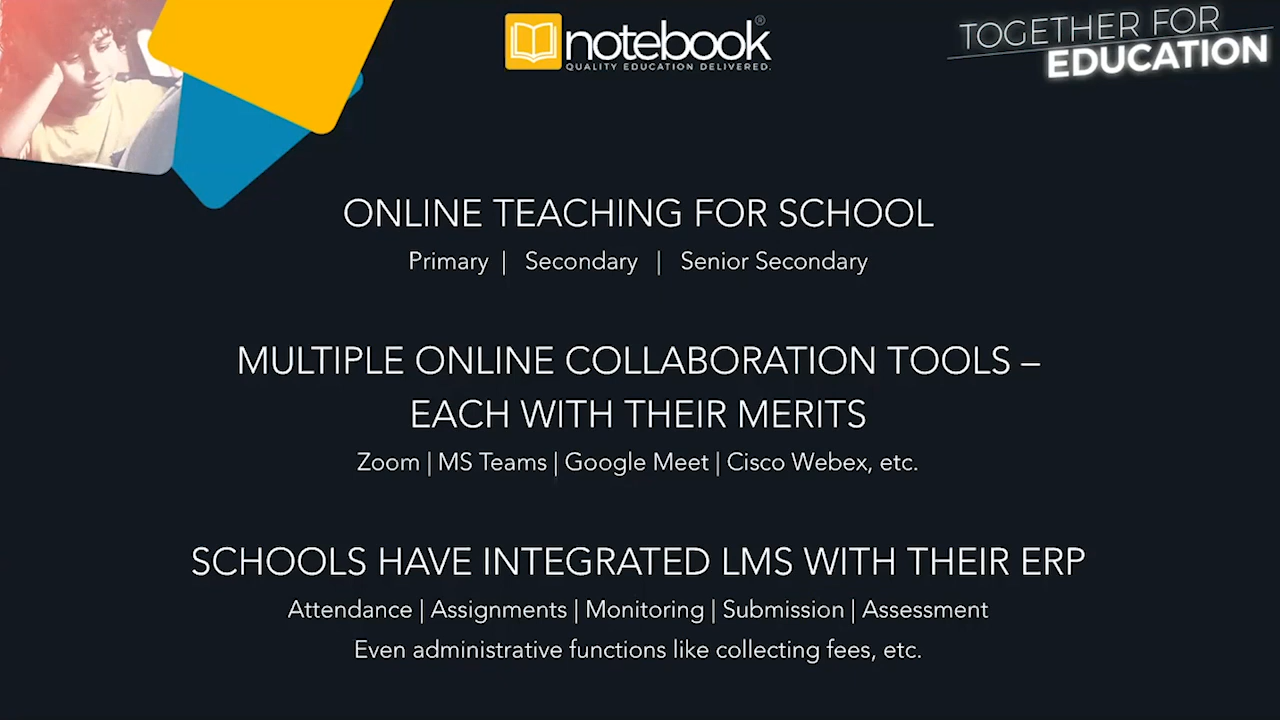 notebook®
QUALITY EDUCATION DELIVERED.
TOGETHER FOR
EDUCATION
ONLINE TEACHING FOR SCHOOL
Primary | Secondary | Senior Secondary
MULTIPLE ONLINE COLLABORATION TOOLS –
EACH WITH THEIR MERITS
Zoom | MS Teams | Google Meet | Cisco Webex, etc.
SCHOOLS HAVE INTEGRATED LMS WITH THEIR ERP
Attendance | Assignments | Monitoring | Submission | Assessment
Even administrative functions like collecting fees, etc.